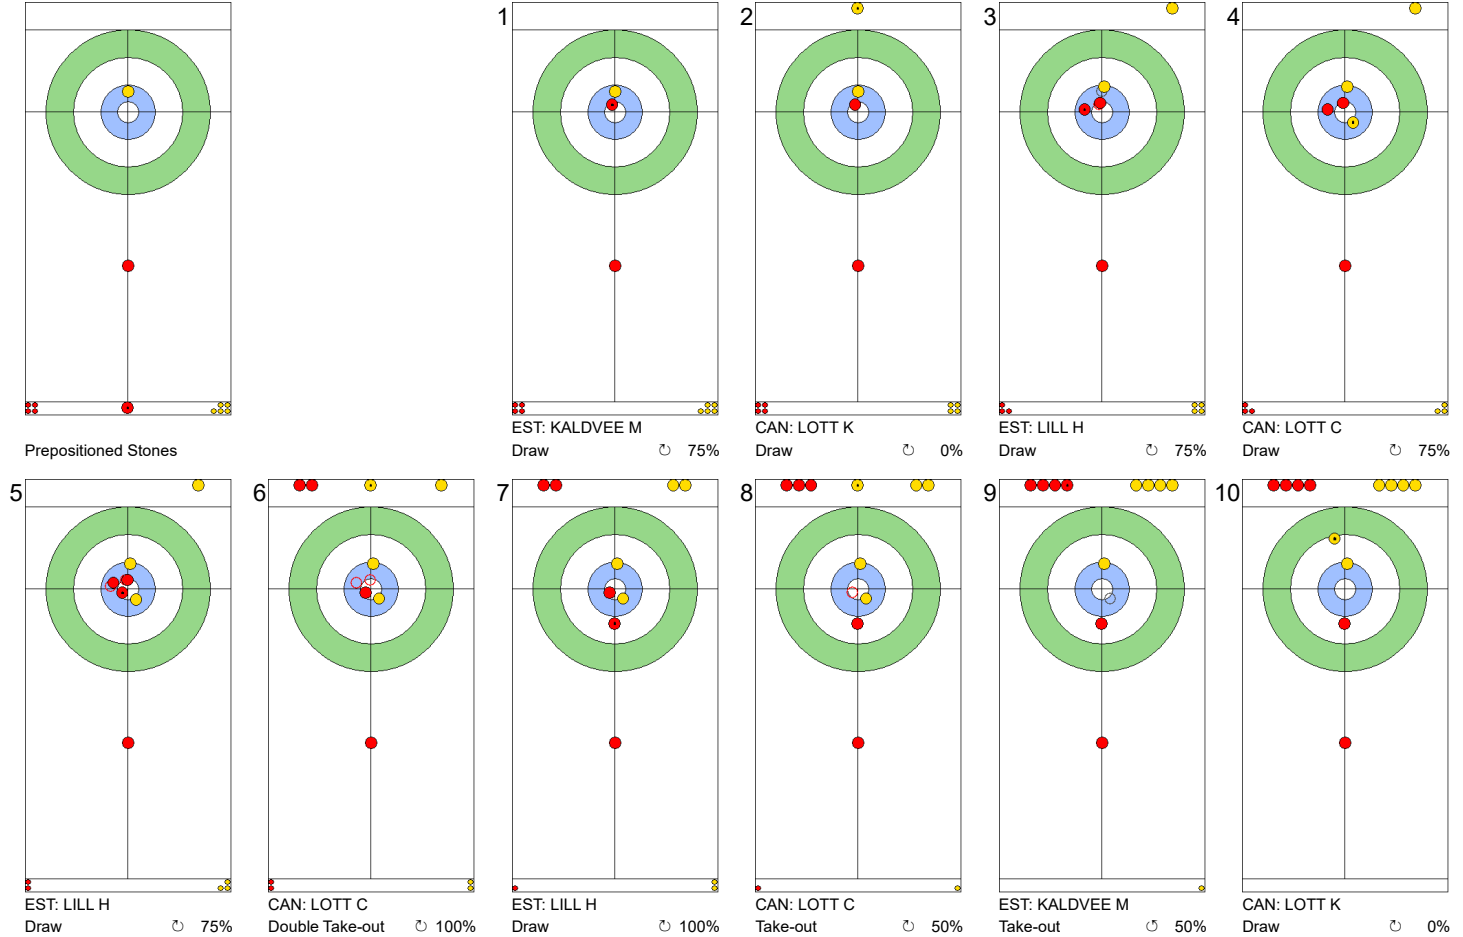 1
2
3
4
Prepositioned Stones
EST: KALDVEE M
Draw ↻ 75%
CAN: LOTT K
Draw ↻ 0%
EST: LILL H
Draw ↻ 75%
CAN: LOTT C
Draw ↻ 75%
5
6
7
8
9
10
EST: LILL H
Draw ↻ 75%
CAN: LOTT C
Double Take-out ↻ 100%
EST: LILL H
Draw ↻ 100%
CAN: LOTT C
Take-out ↻ 50%
EST: KALDVEE M
Take-out ↺ 50%
CAN: LOTT K
Draw ↻ 0%